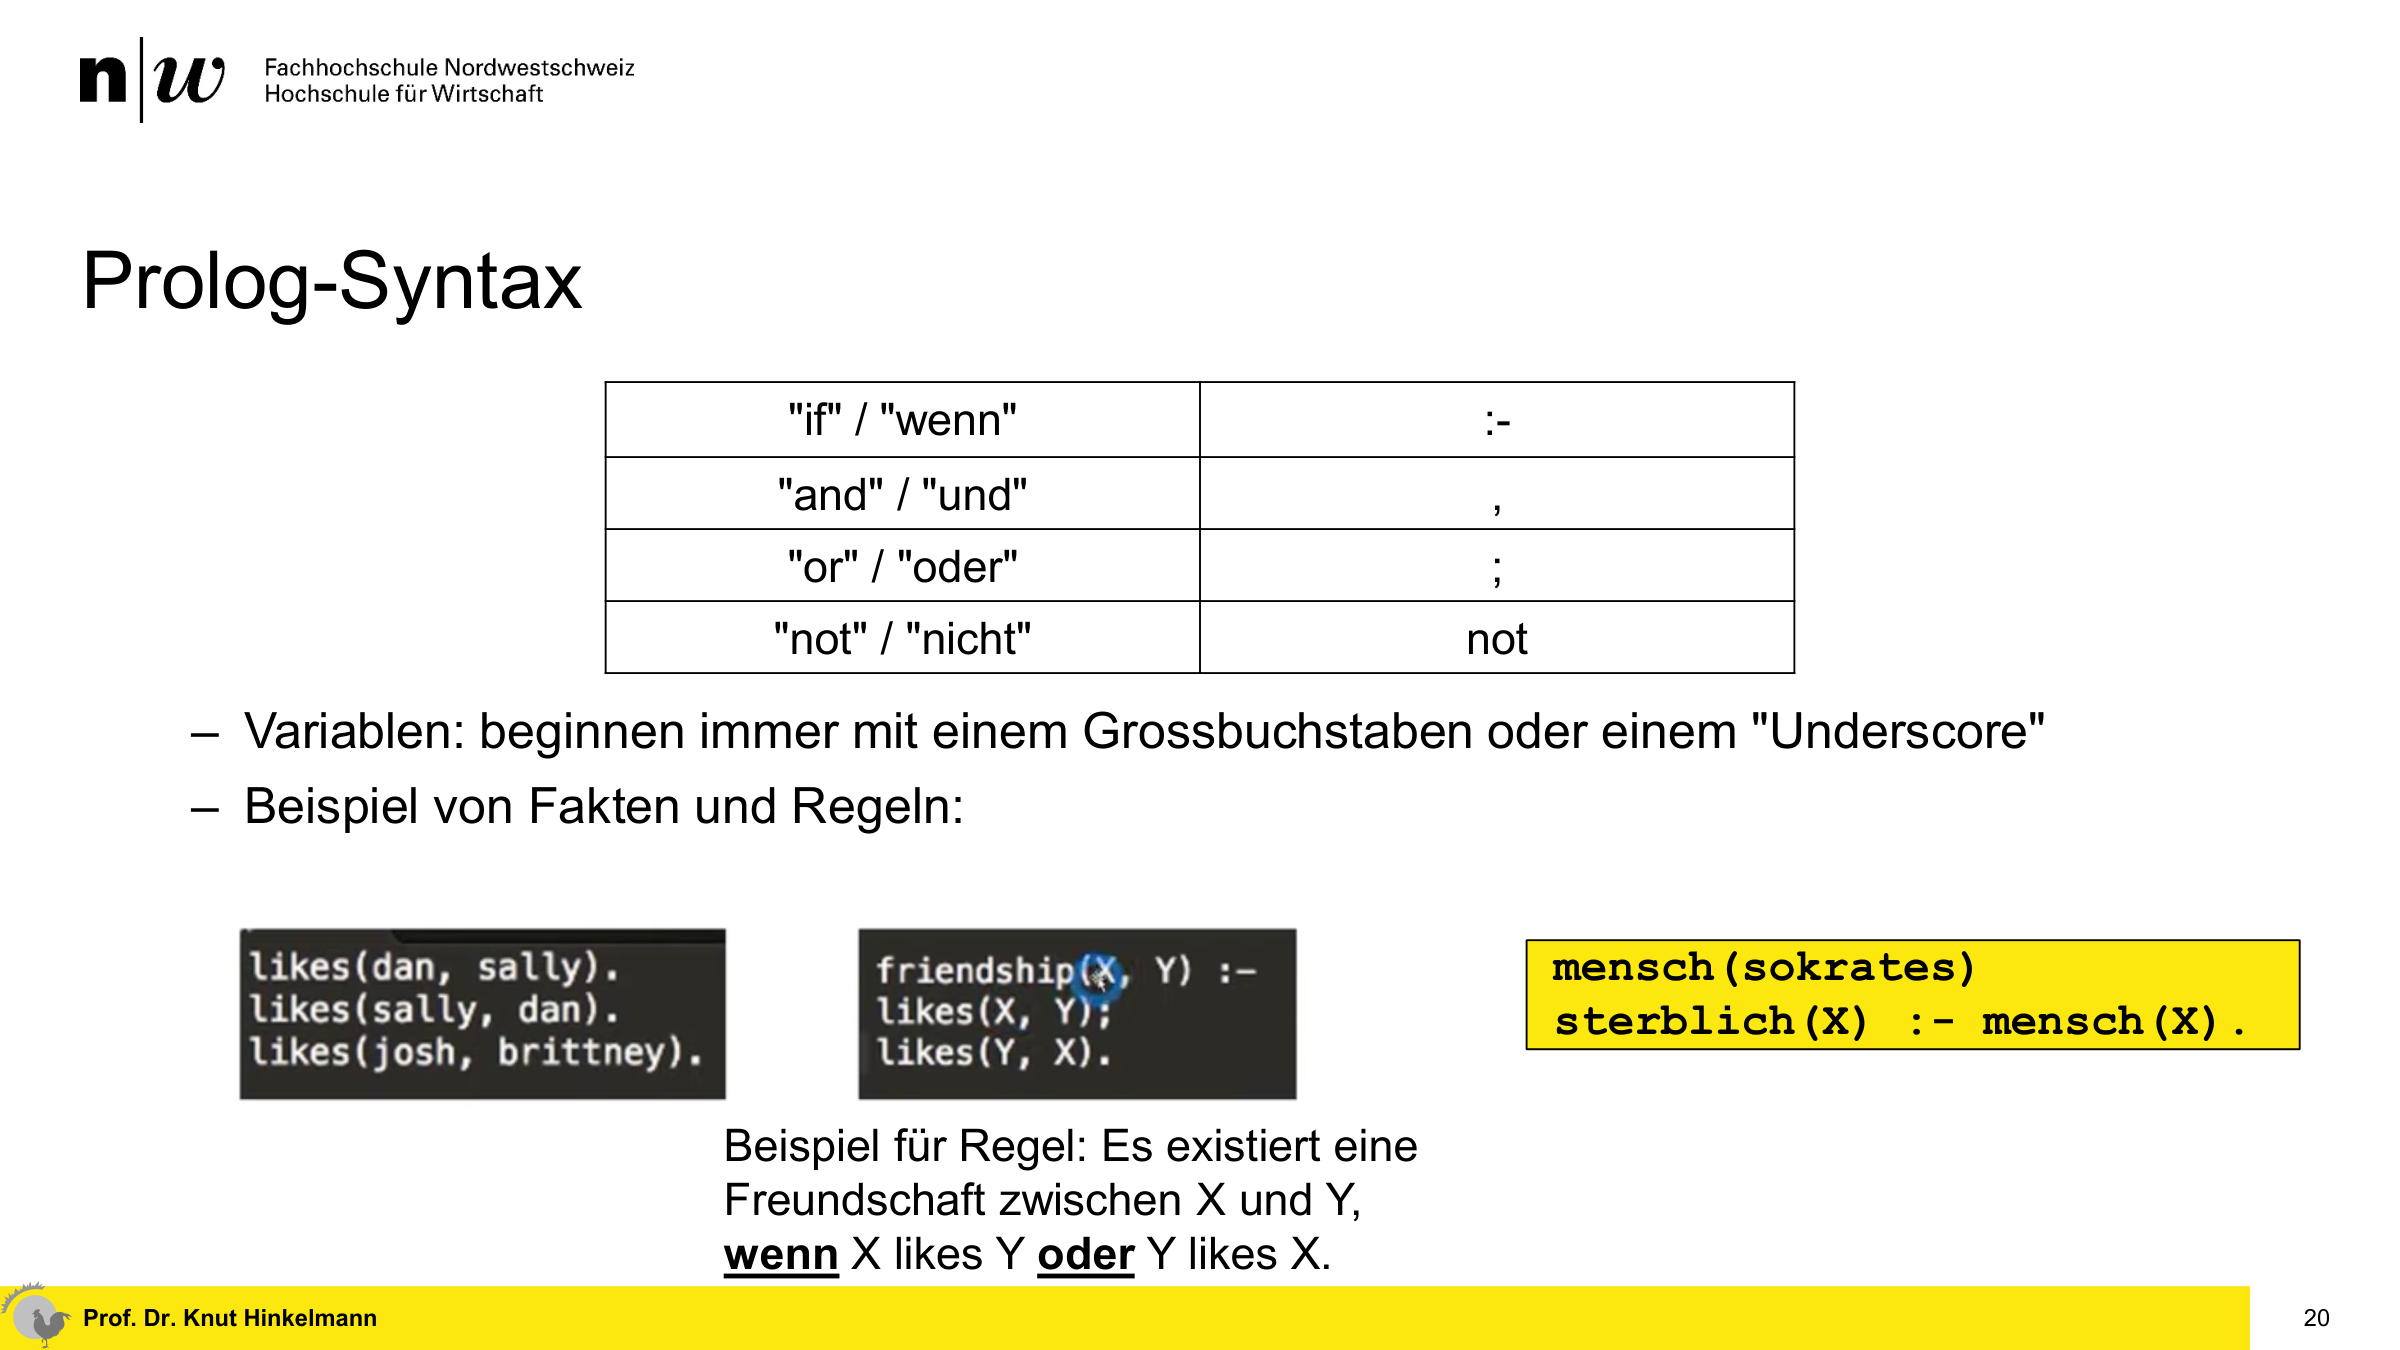 n|w Fachhochschule Nordwestschweiz
Hochschule für Wirtschaft
Prolog-Syntax
"if" / "wenn" :-
"and" / "und" ,
"or" / "oder" ;
"not" / "nicht" not
– Variablen: beginnen immer mit einem Grossbuchstaben oder einem "Underscore"
– Beispiel von Fakten und Regeln:
likes(dan, sally).
likes(sally, dan).
likes(josh, brittney).
friendship(X, Y) :-
likes(X, Y);
likes(Y, X).
mensch(sokrates)
sterblich(X) :- mensch(X).
Beispiel für Regel: Es existiert eine
Freundschaft zwischen X und Y,
wenn X likes Y oder Y likes X.
Prof. Dr. Knut Hinkelmann
20